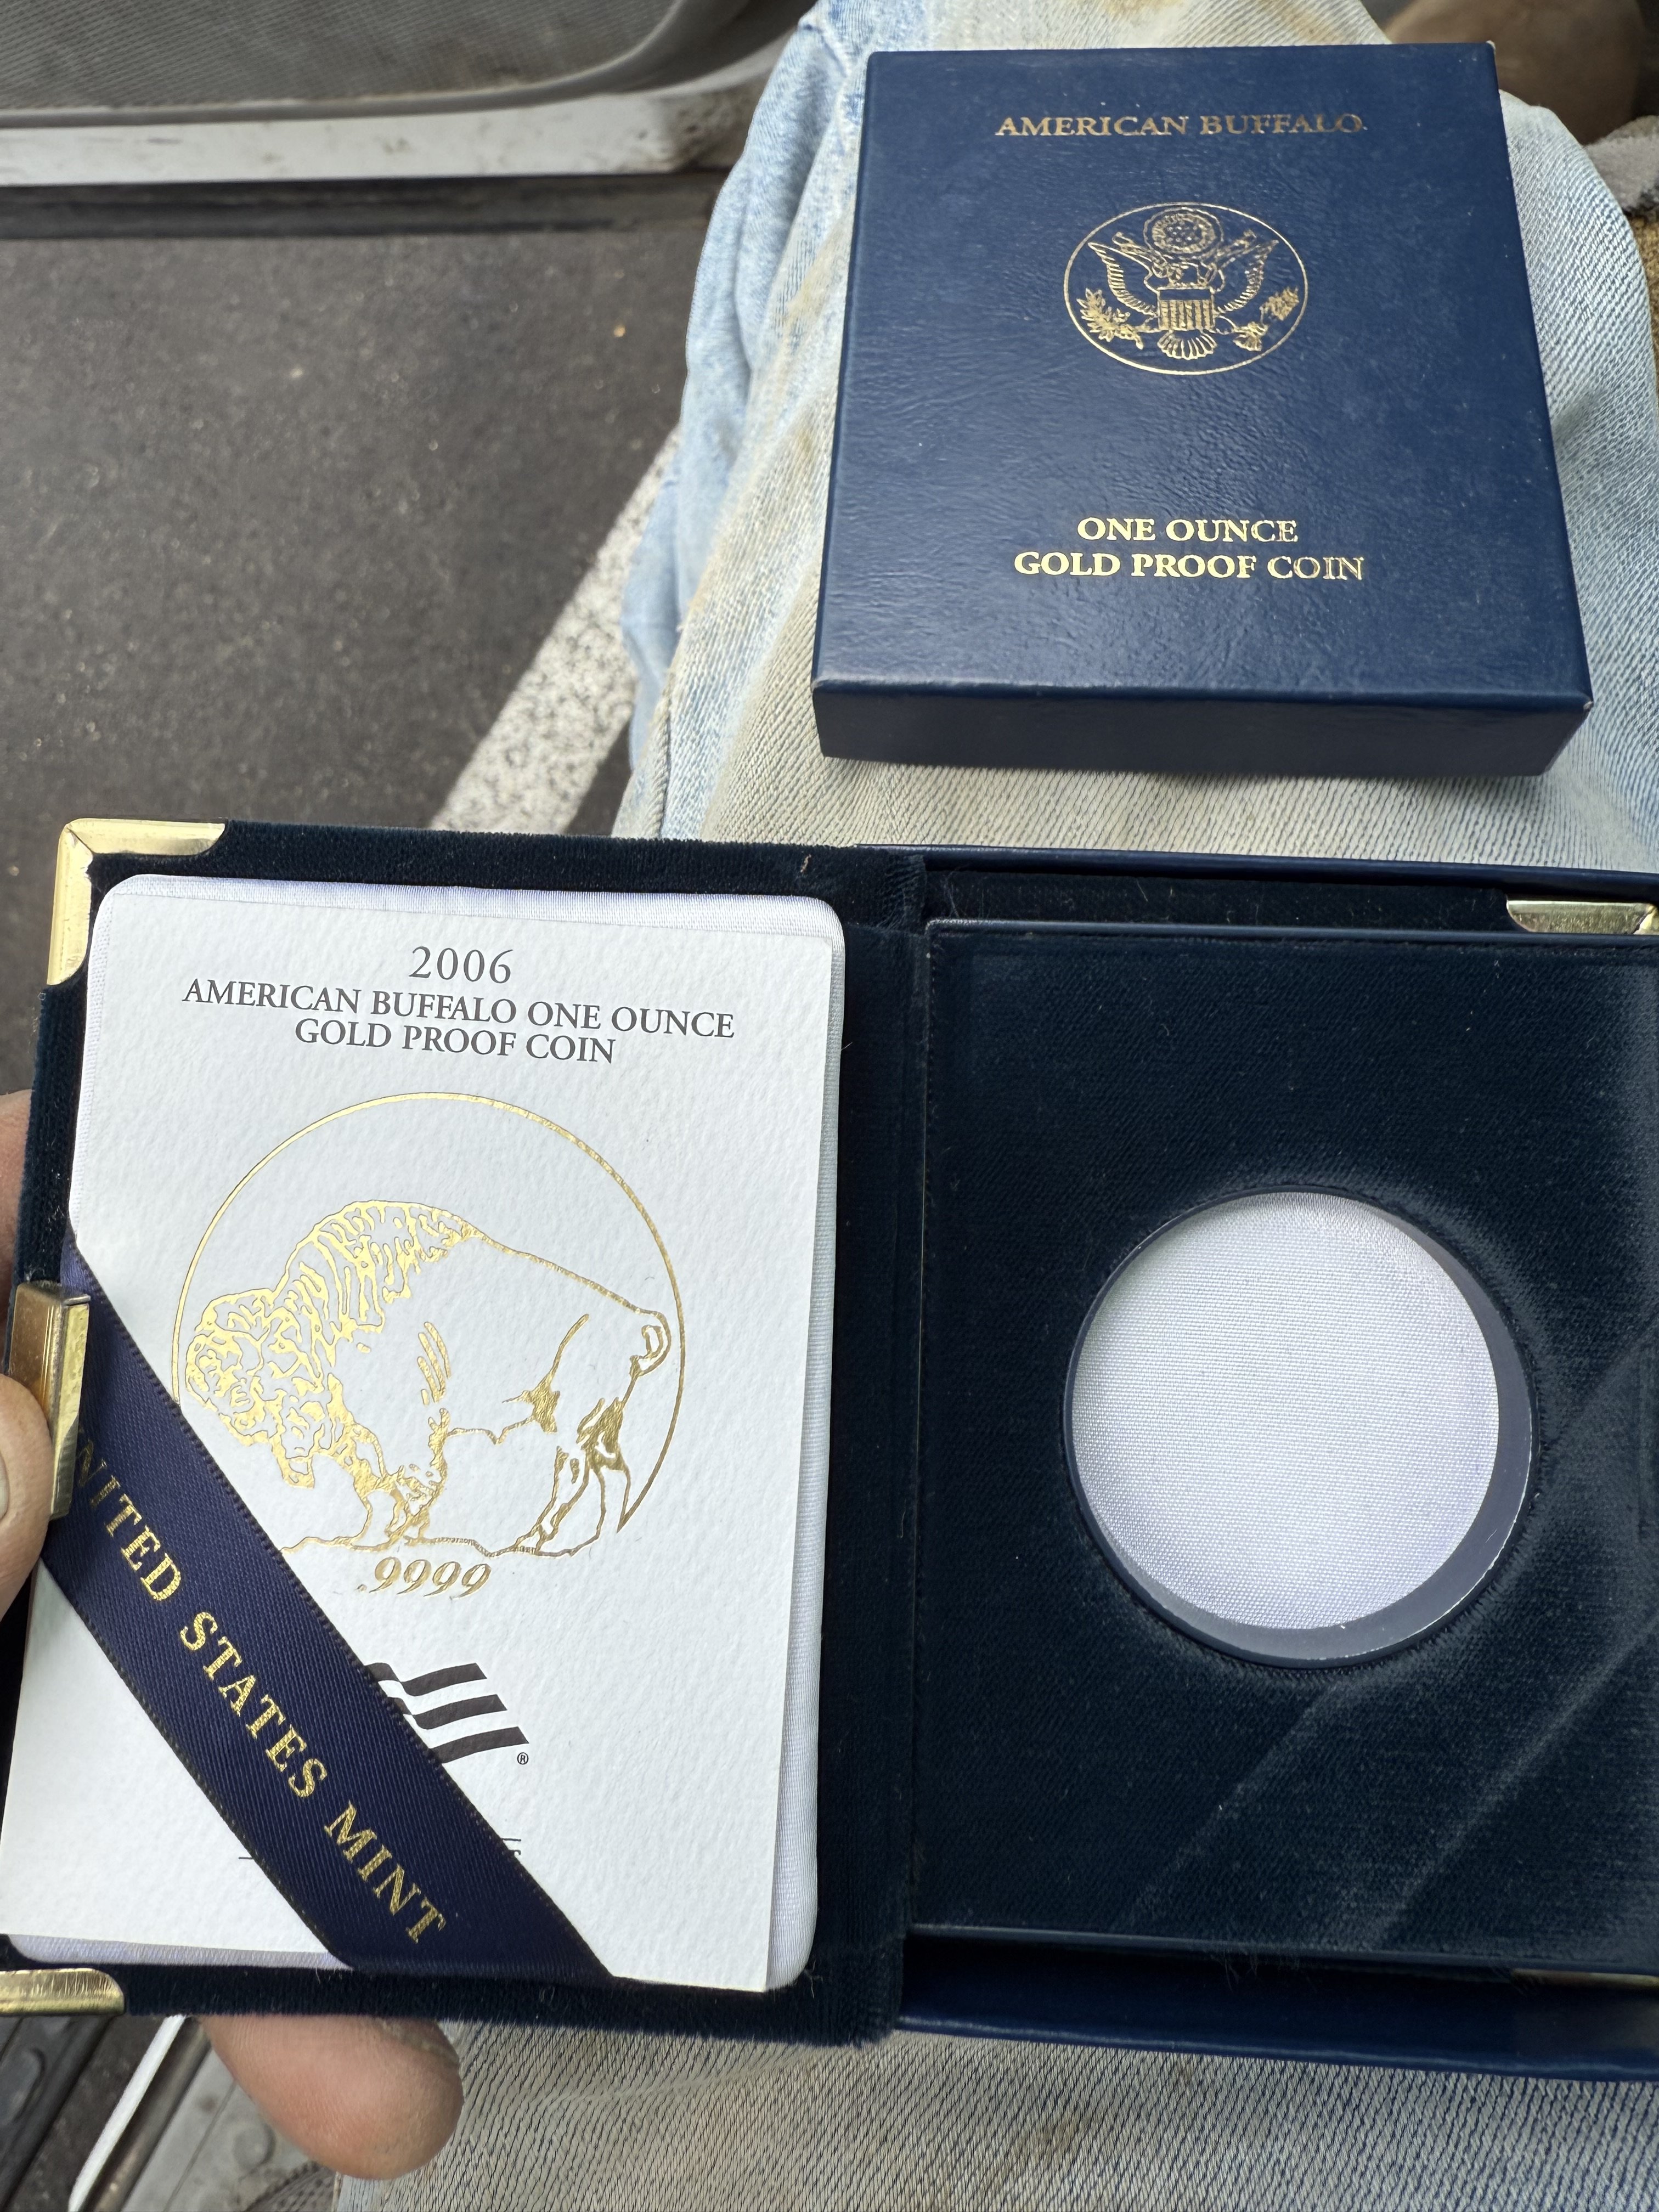 AMERICAN BUFFALO
ONE OUNCE
GOLD PROOF COIN
2006
AMERICAN BUFFALO ONE OUNCE
GOLD PROOF COIN
.9999
®
UNITED STATES MINT